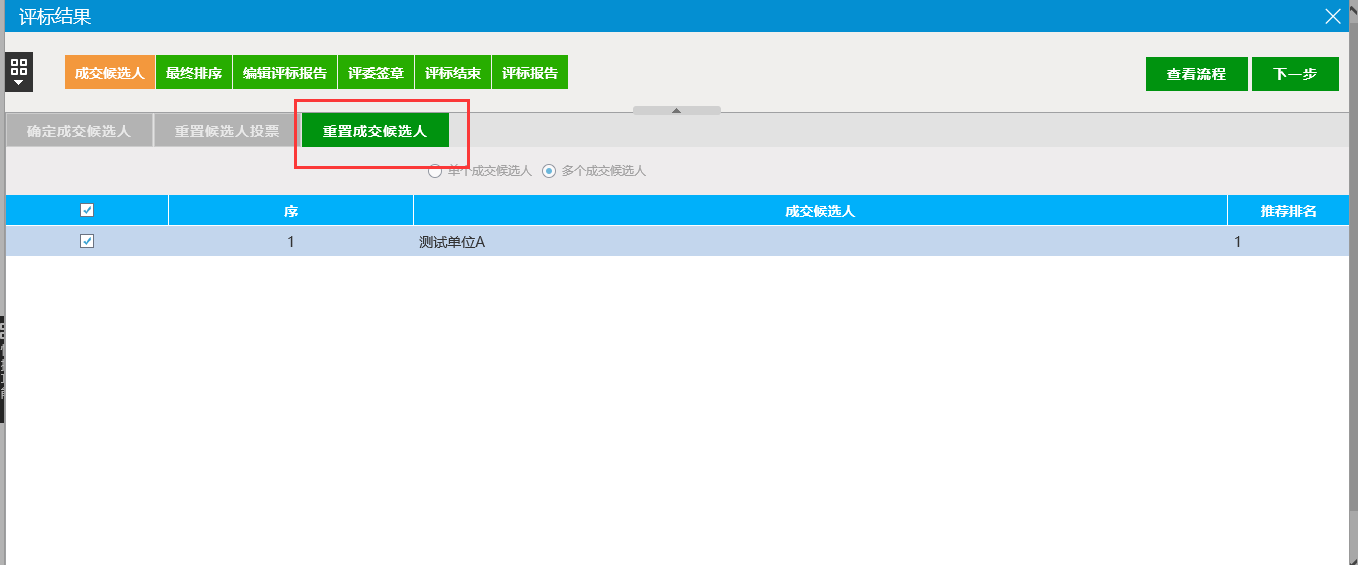 评标结果
成交候选人 最终排序 编辑评标报告 评委签章 评标结束 评标报告 查看流程 下一步
确定成交候选人 重置候选人投票 重置成交候选人
单个成交候选人 多个成交候选人
序 成交候选人 推荐排名
1 测试单位A 1